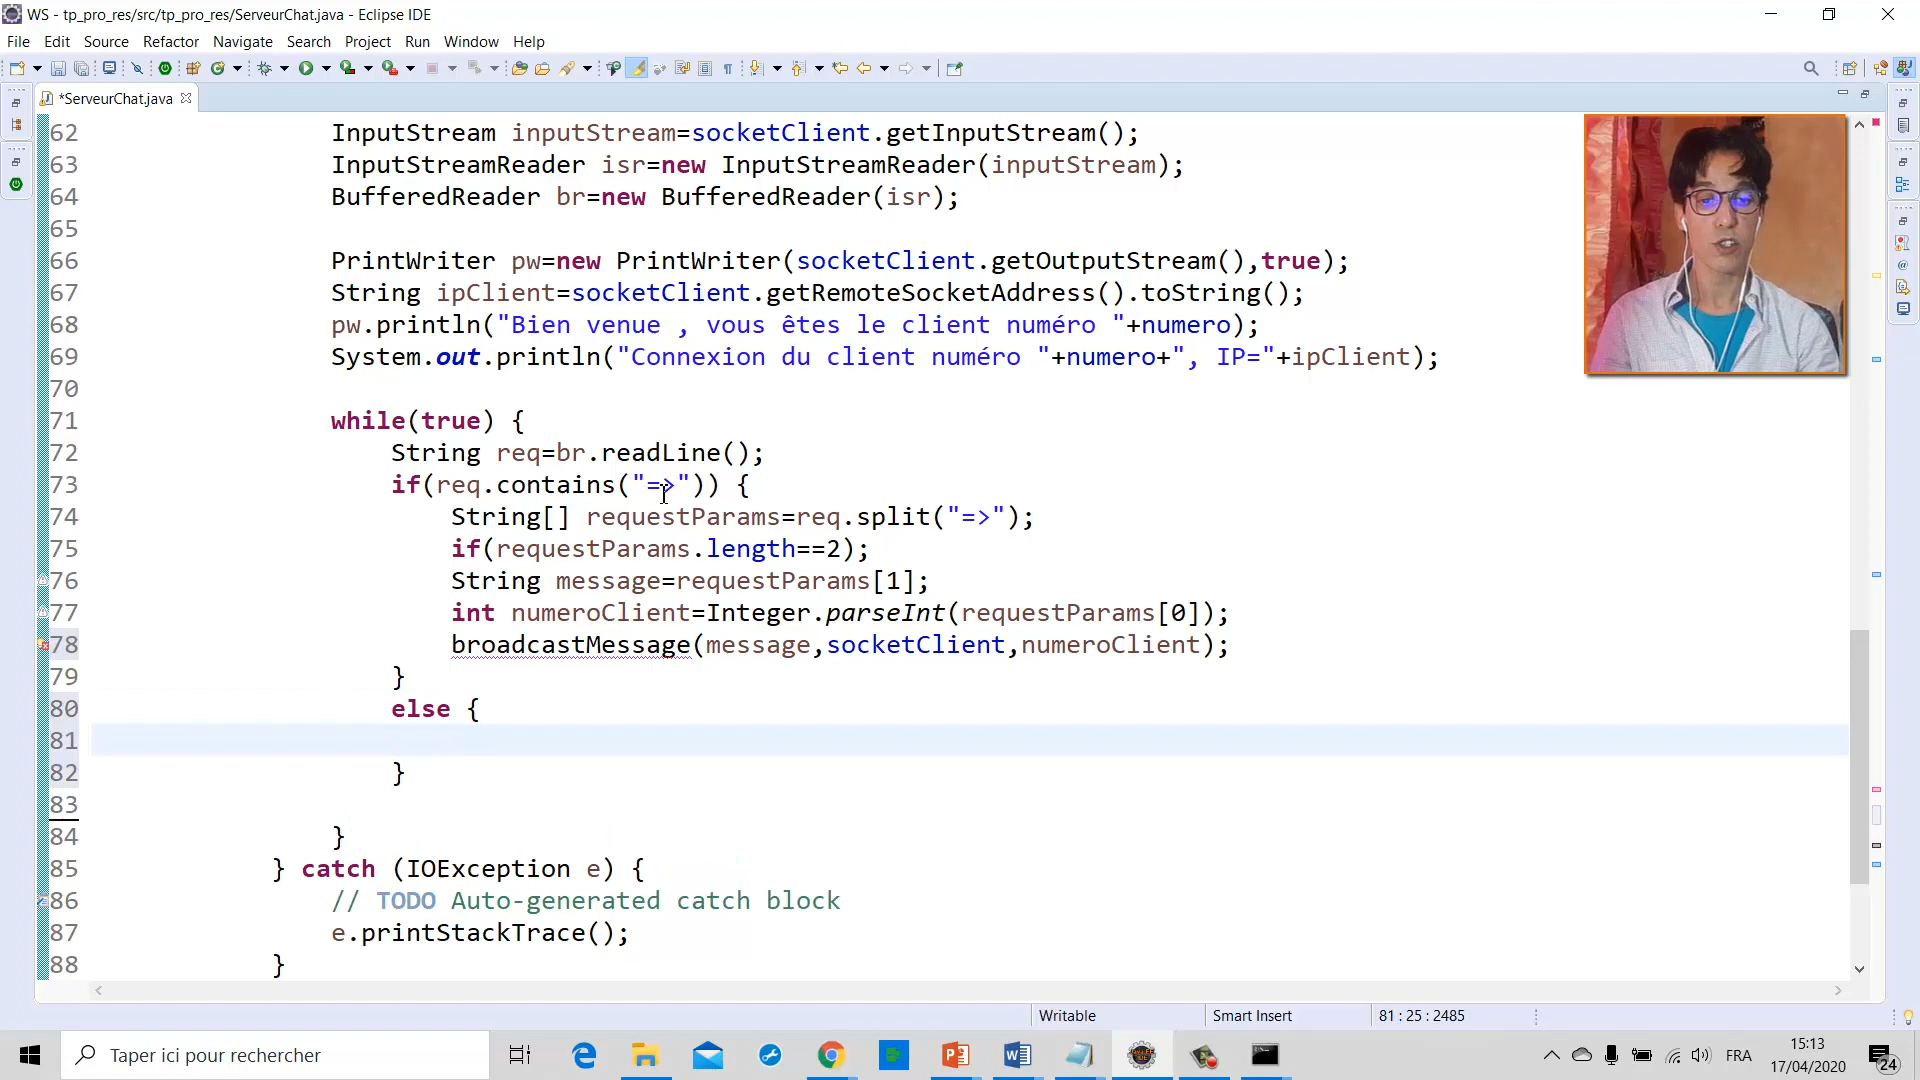 WS - tp_pro_res/src/tp_pro_res/ServeurChat.java - Eclipse IDE
File Edit Source Refactor Navigate Search Project Run Window Help
*ServeurChat.java
62 InputStream inputStream=socketClient.getInputStream();
63 InputStreamReader isr=new InputStreamReader(inputStream);
64 BufferedReader br=new BufferedReader(isr);
65
66 PrintWriter pw=new PrintWriter(socketClient.getOutputStream(),true);
67 String ipClient=socketClient.getRemoteSocketAddress().toString();
68 pw.println("Bien venue , vous êtes le client numéro "+numero);
69 System.out.println("Connexion du client numéro "+numero+", IP="+ipClient);
70
71 while(true) {
72 String req=br.readLine();
73 if(req.contains("=>")) {
74 String[] requestParams=req.split("=>");
75 if(requestParams.length==2);
76 String message=requestParams[1];
77 int numeroClient=Integer.parseInt(requestParams[0]);
78 broadcastMessage(message,socketClient,numeroClient);
79 }
80 else {
81
82 }
83
84 }
85 } catch (IOException e) {
86 // TODO Auto-generated catch block
87 e.printStackTrace();
88 }
Writable Smart Insert 81 : 25 : 2485
Taper ici pour rechercher
FRA
15:13
17/04/2020
24